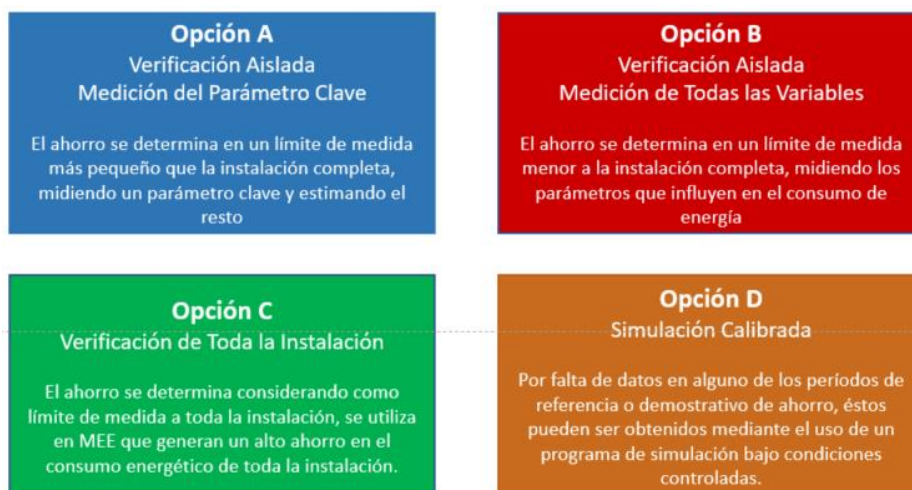 Opción A
Verificación Aislada
Medición del Parámetro Clave
El ahorro se determina en un límite de medida
más pequeño que la instalación completa,
midiendo un parámetro clave y estimando el
resto
Opción B
Verificación Aislada
Medición de Todas las Variables
El ahorro se determina en un límite de medida
menor a la instalación completa, midiendo los
parámetros que influyen en el consumo de
energía
Opción C
Verificación de Toda la Instalación
El ahorro se determina considerando como
límite de medida a toda la instalación, se utiliza
en MEE que generan un alto ahorro en el
consumo energético de toda la instalación.
Opción D
Simulación Calibrada
Por falta de datos en alguno de los períodos de
referencia o demostrativo de ahorro, éstos
pueden ser obtenidos mediante el uso de un
programa de simulación bajo condiciones
controladas.